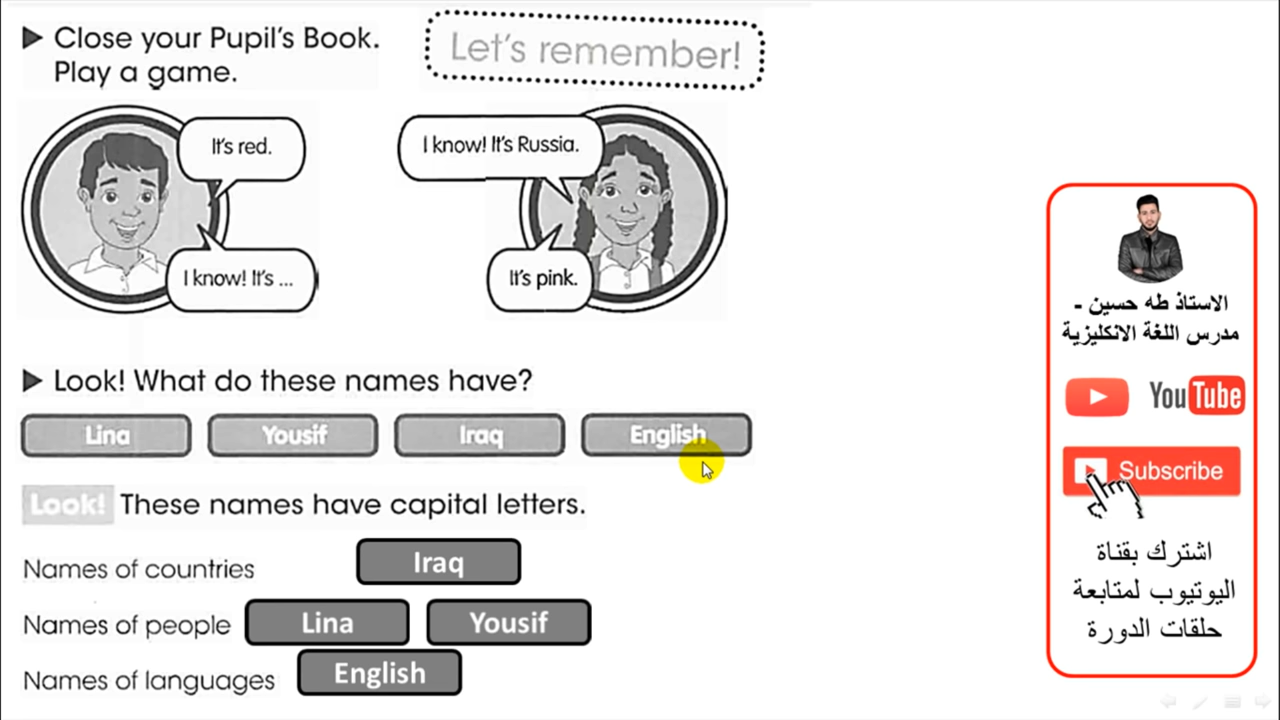 Close your Pupil's Book.
Play a game.
Let's remember!
It's red.
I know! It's Russia.
I know! It's ...
It's pink.
Look! What do these names have?
Lina
Yousif
Iraq
English
Look! These names have capital letters.
Names of countries
Iraq
Names of people
Lina
Yousif
Names of languages
English
الاستاذ طه حسين -
مدرس اللغة الانكليزية
YouTube
Subscribe
اشترك بقناة
اليوتيوب لمتابعة
حلقات الدورة